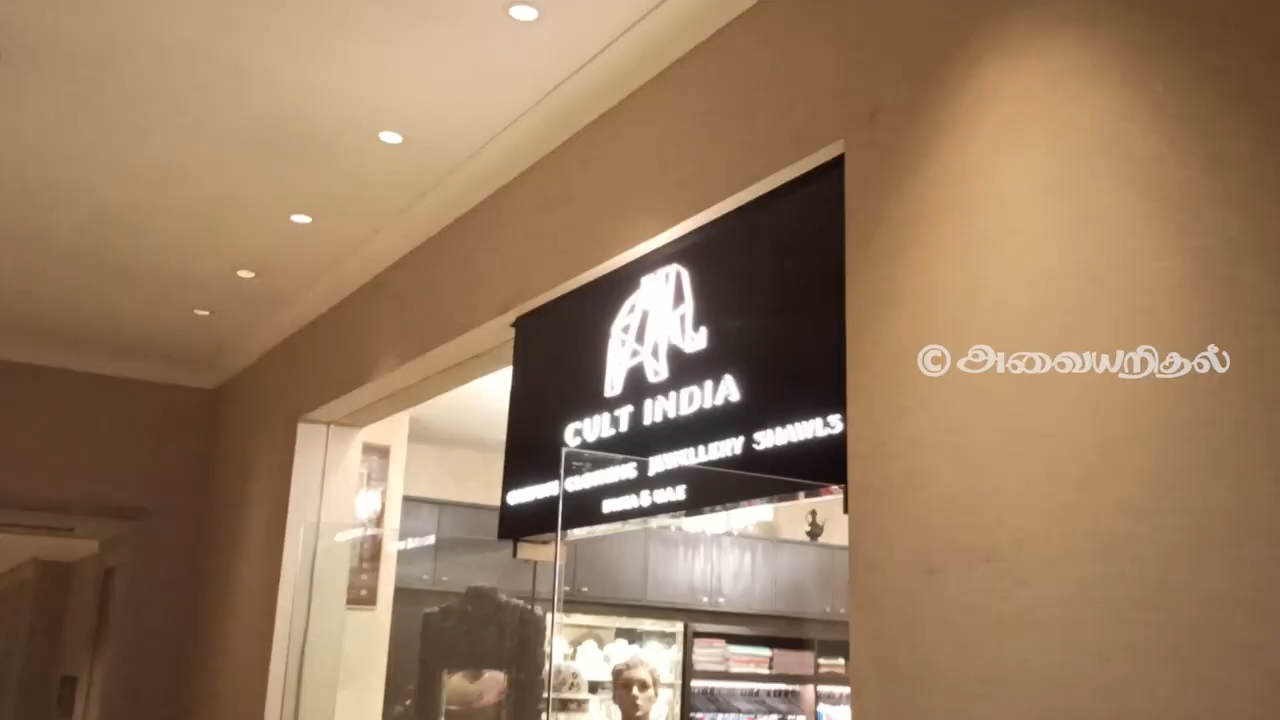 CULT INDIA
CLOTHING JEWELLERY SHAWLS
INDIA & UAE
© அவையறிதல்